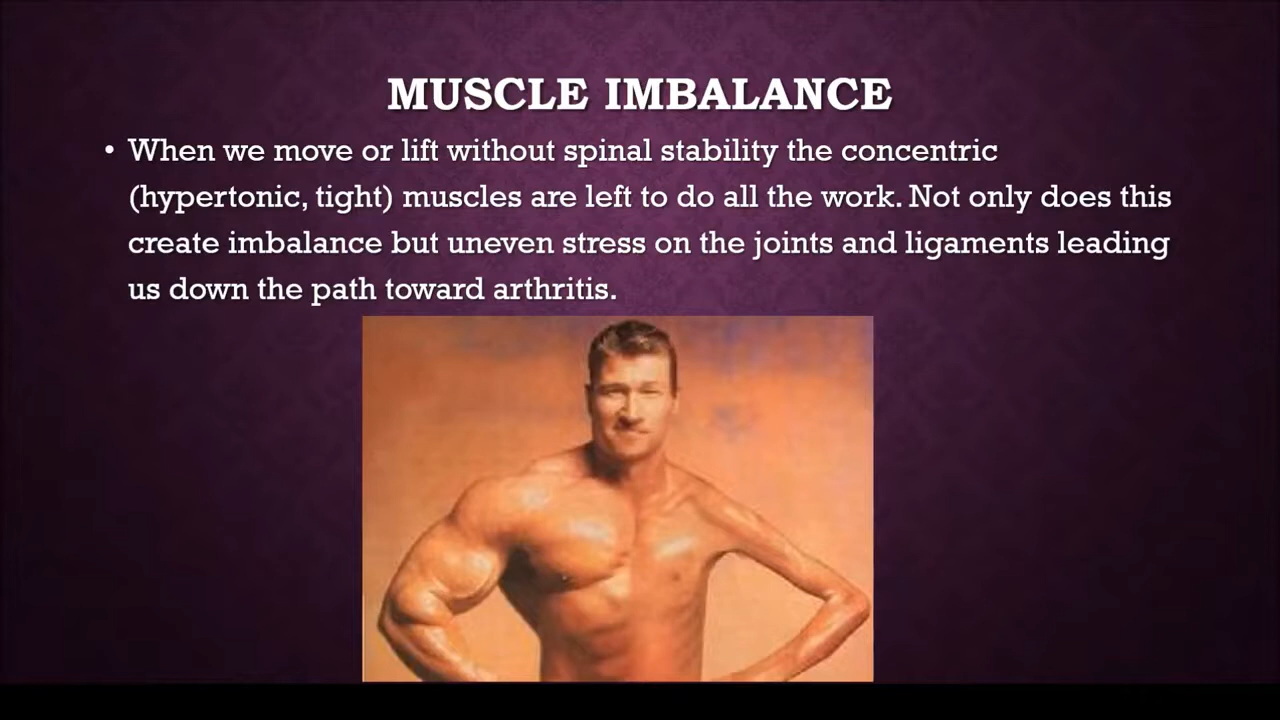 MUSCLE IMBALANCE
• When we move or lift without spinal stability the concentric
(hypertonic, tight) muscles are left to do all the work. Not only does this
create imbalance but uneven stress on the joints and ligaments leading
us down the path toward arthritis.